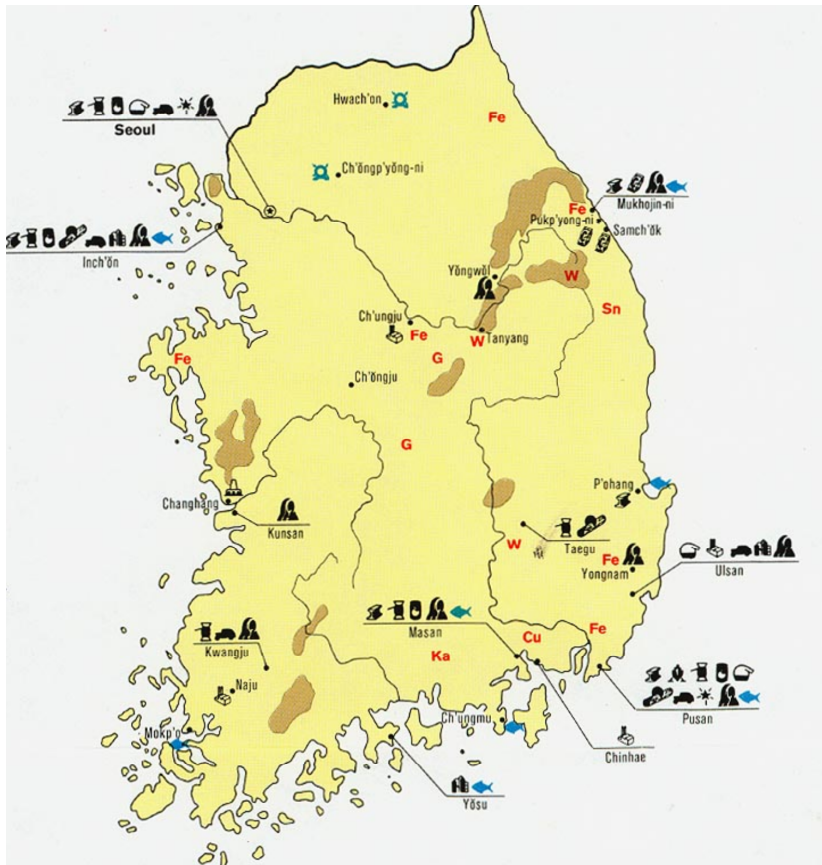 Hwach'on
Fe
Seoul
Ch'ŏngp'yŏng-ni
Mukhojin-ni
Fe
Pukp'yong-ni
Samch'ŏk
Inch'ŏn
Yŏngwŏl
W
Sn
Ch'ungju
Fe
W
Tanyang
Fe
G
Ch'ŏngju
G
P'ohang
Changhang
Kunsan
W
Taegu
Fe
Yongnam
Ulsan
Masan
Cu
Fe
Kwangju
Ka
Naju
Pusan
Mokp'o
Ch'ungmu
Chinhae
Yŏsu